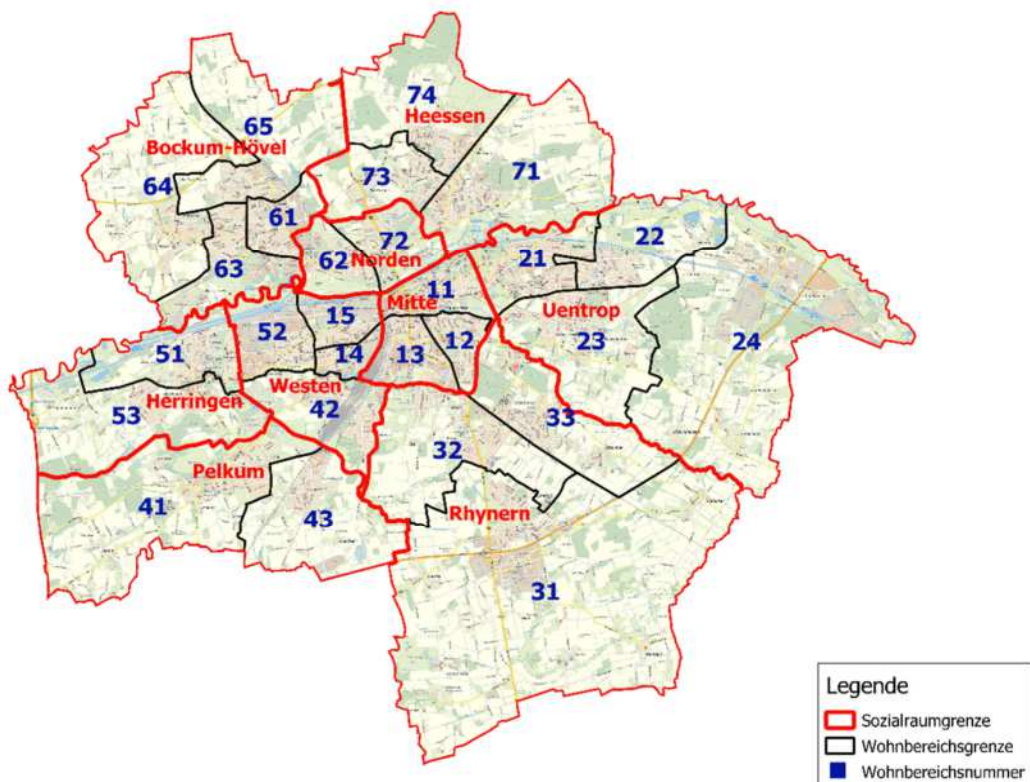 74
Heessen
65
Bockum-Hövel
73
71
64
61
72
22
62
Norden
21
63
11
Mitte
15
Uentrop
52
12
23
24
51
14
13
Westen
Herringen
42
33
53
32
Pelkum
41
43
Rhynern
31
Legende
Sozialraumgrenze
Wohnbereichsgrenze
Wohnbereichsnummer